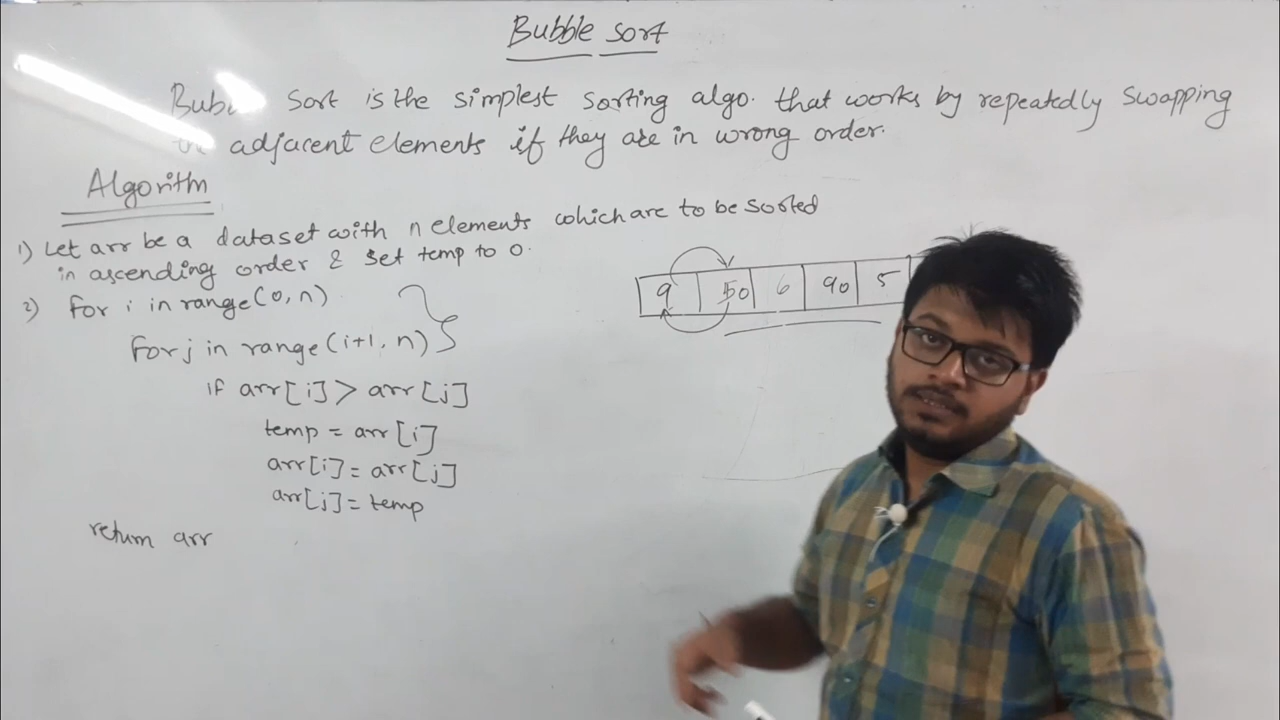 Bubble sort
Sort is the simplest sorting algo. that works by repeatedly swapping
adjacent elements if they are in wrong order.
Algorithm
1) Let arr be a dataset with n elements which are to be sorted
in ascending order & set temp to 0.
2) for i in range(0, n)
for j in range(i+1, n)
if arr[i] > arr[j]
temp = arr[i]
arr[i] = arr[j]
arr[j] = temp
return arr
9 50 6 90 5